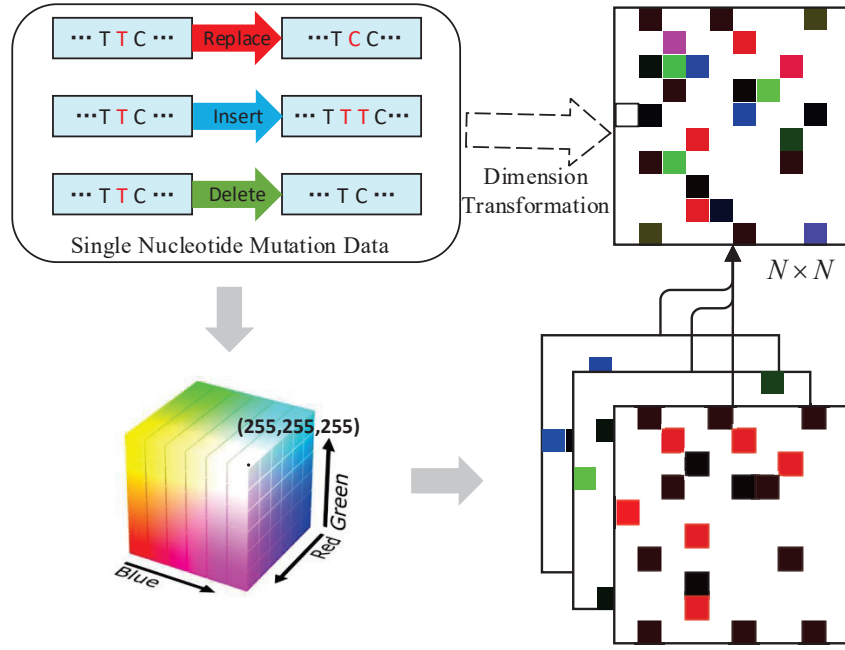 ··· T T C ···
Replace
···T C C···
··· T T C ···
Insert
··· T T T C···
··· T T C ···
Delete
··· T C ···
Single Nucleotide Mutation Data
Dimension
Transformation
N × N
(255,255,255)
Green
Red
Blue